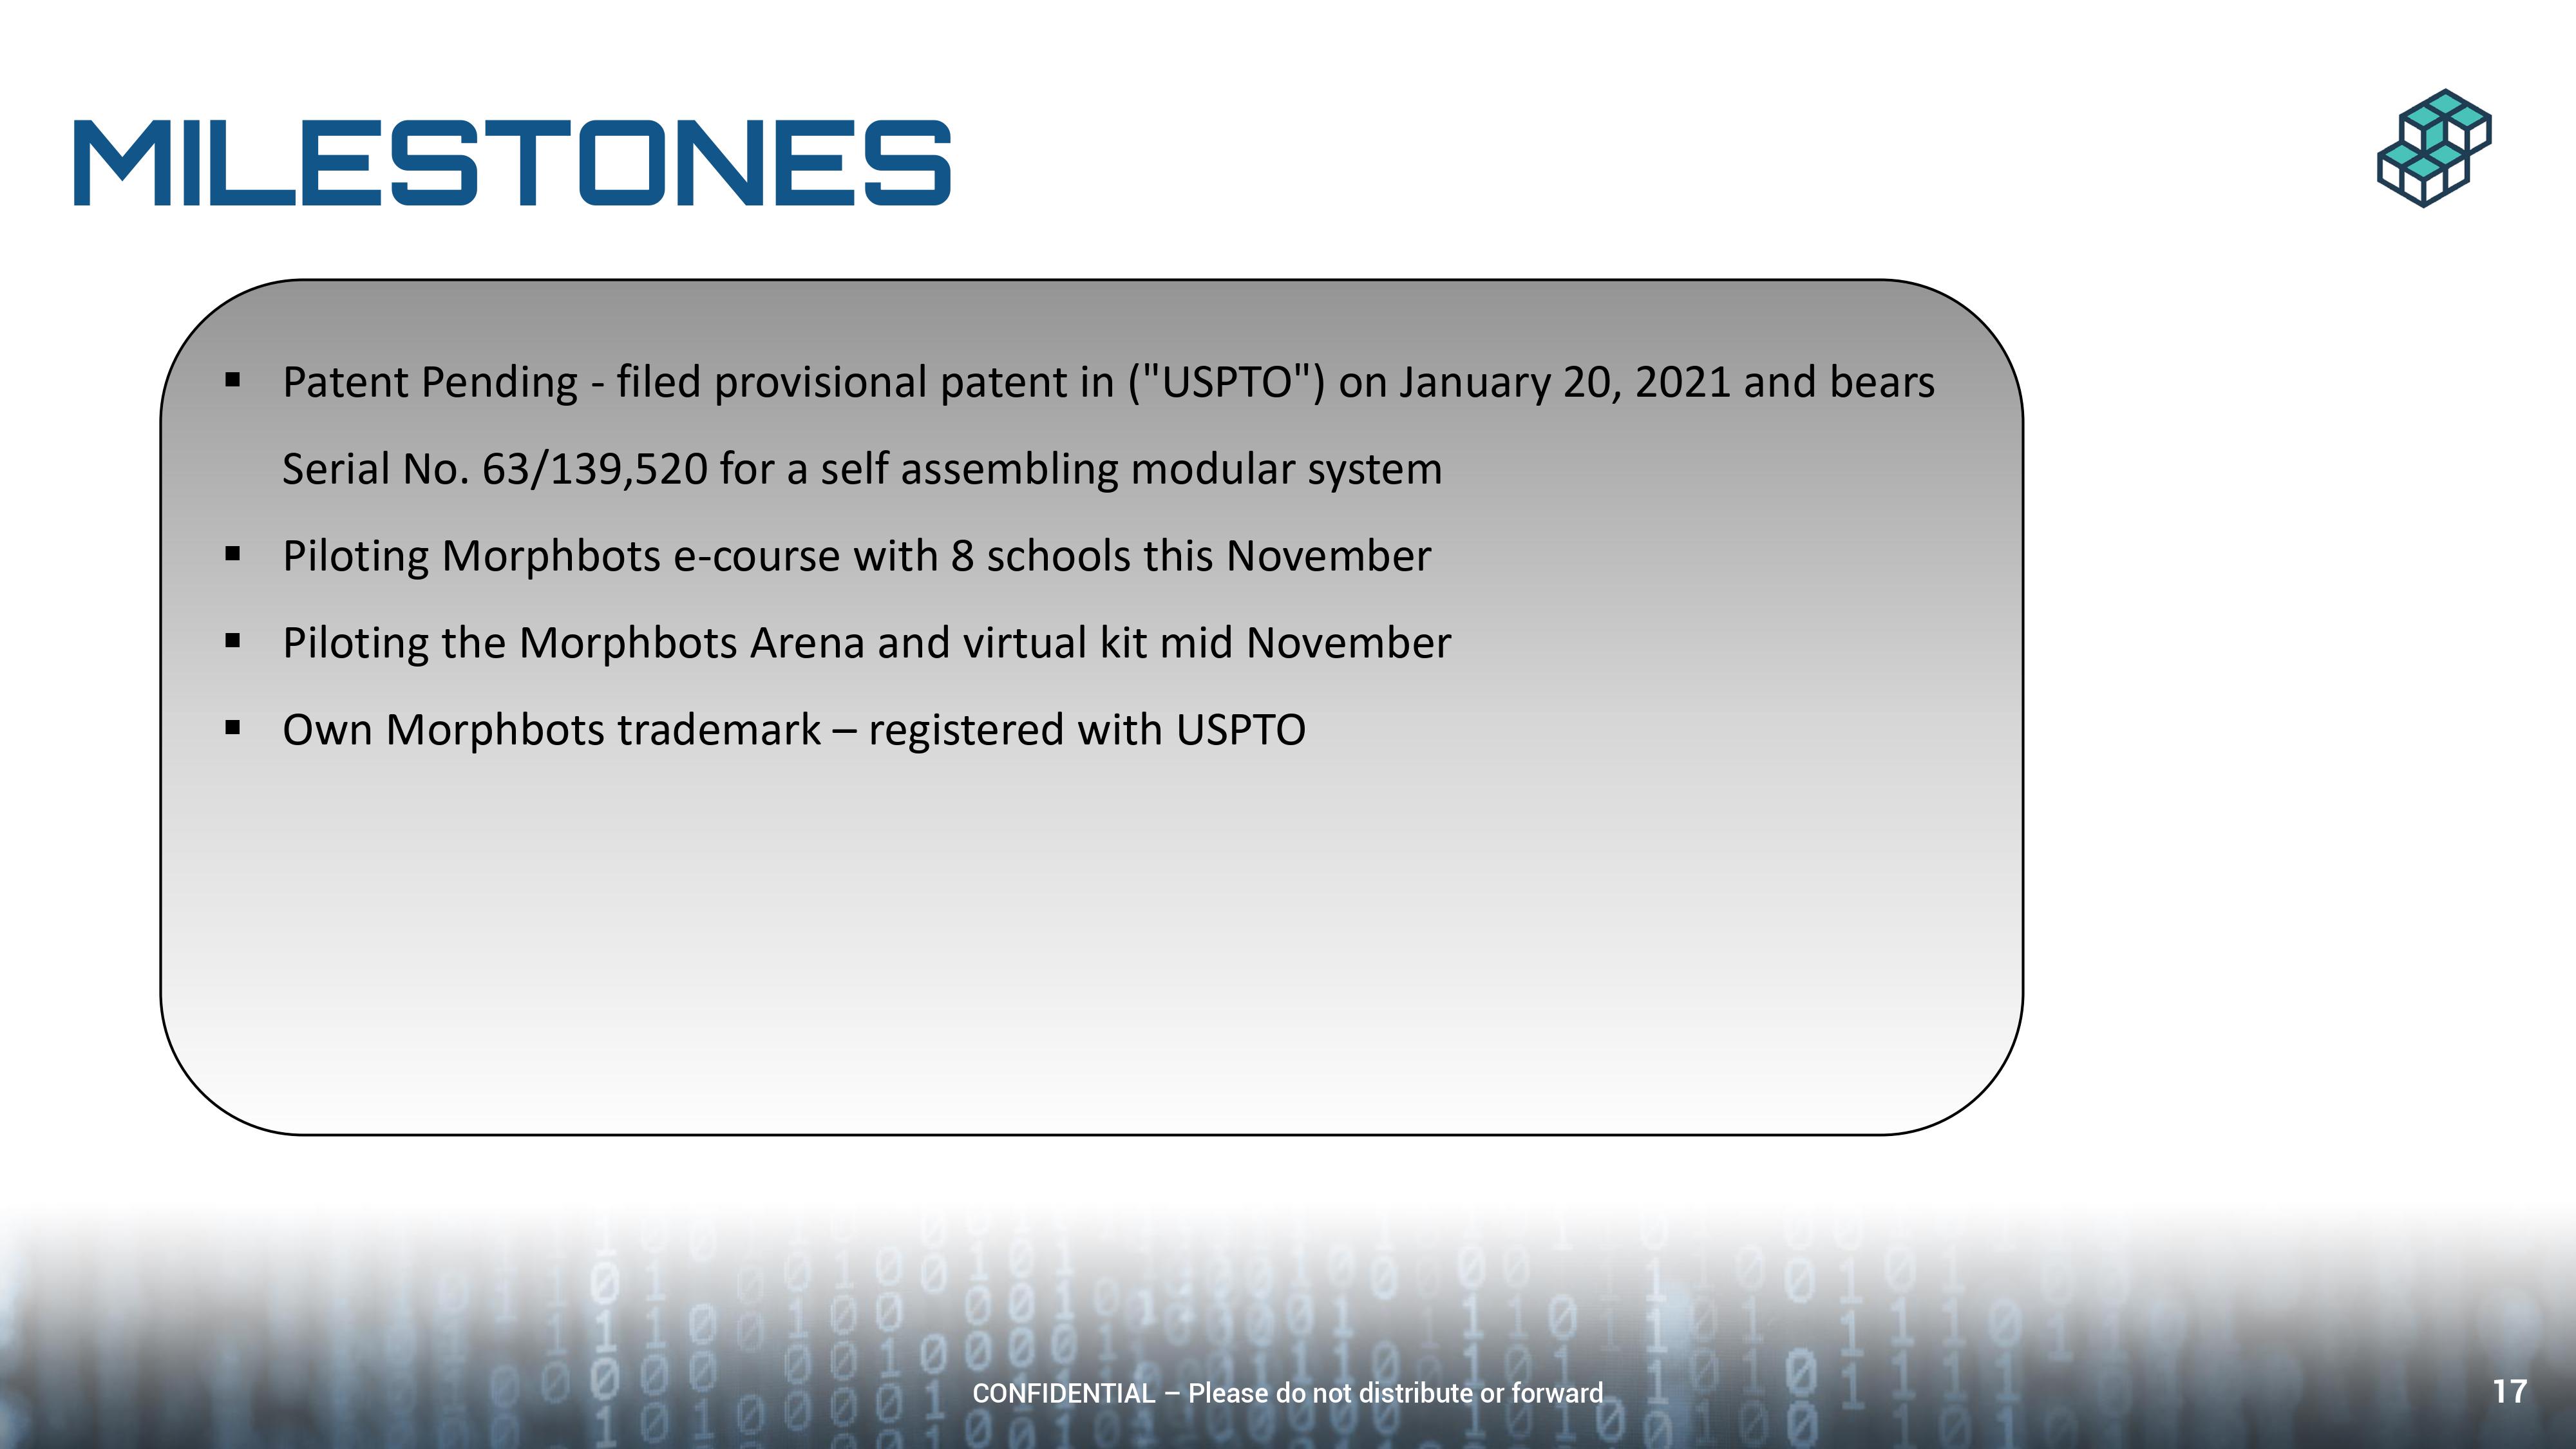 MILESTONES
▪ Patent Pending - filed provisional patent in ("USPTO") on January 20, 2021 and bears
Serial No. 63/139,520 for a self assembling modular system
▪ Piloting Morphbots e-course with 8 schools this November
▪ Piloting the Morphbots Arena and virtual kit mid November
▪ Own Morphbots trademark – registered with USPTO
CONFIDENTIAL – Please do not distribute or forward
17